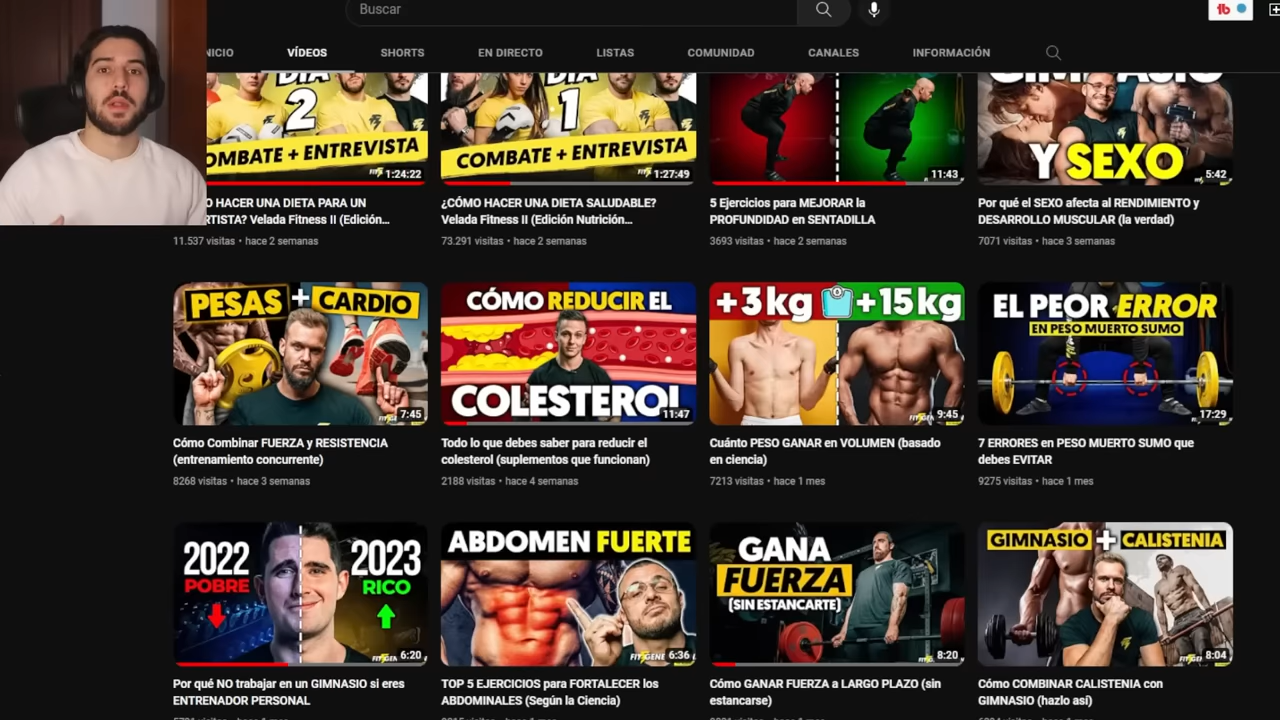 Buscar
NICIO
VÍDEOS
SHORTS
EN DIRECTO
LISTAS
COMUNIDAD
CANALES
INFORMACIÓN
DÍA
2
COMBATE + ENTREVISTA
1:24:22
DÍA
1
COMBATE + ENTREVISTA
1:27:49
11:43
GIMNASIO
Y SEXO
5:42
O HACER UNA DIETA PARA UN
ARTISTA? Velada Fitness II (Edición...
11.537 visitas • hace 2 semanas
¿CÓMO HACER UNA DIETA SALUDABLE?
Velada Fitness II (Edición Nutrición...
73.291 visitas • hace 2 semanas
5 Ejercicios para MEJORAR la
PROFUNDIDAD en SENTADILLA
3693 visitas • hace 2 semanas
Por qué el SEXO afecta al RENDIMIENTO y
DESARROLLO MUSCULAR (la verdad)
7071 visitas • hace 3 semanas
PESAS + CARDIO
7:45
CÓMO REDUCIR EL
COLESTEROL
11:47
+3kg +15kg
9:45
EL PEOR ERROR
EN PESO MUERTO SUMO
17:29
Cómo Combinar FUERZA y RESISTENCIA
(entrenamiento concurrente)
8268 visitas • hace 3 semanas
Todo lo que debes saber para reducir el
colesterol (suplementos que funcionan)
2188 visitas • hace 4 semanas
Cuánto PESO GANAR en VOLUMEN (basado
en ciencia)
7213 visitas • hace 1 mes
7 ERRORES en PESO MUERTO SUMO que
debes EVITAR
9275 visitas • hace 1 mes
2022
POBRE
2023
RICO
6:20
ABDOMEN FUERTE
6:36
GANA
FUERZA
(SIN ESTANCARTE)
8:20
GIMNASIO + CALISTENIA
8:04
Por qué NO trabajar en un GIMNASIO si eres
ENTRENADOR PERSONAL
TOP 5 EJERCICIOS para FORTALECER los
ABDOMINALES (Según la Ciencia)
Cómo GANAR FUERZA a LARGO PLAZO (sin
estancarse)
Cómo COMBINAR CALISTENIA con
GIMNASIO (hazlo así)